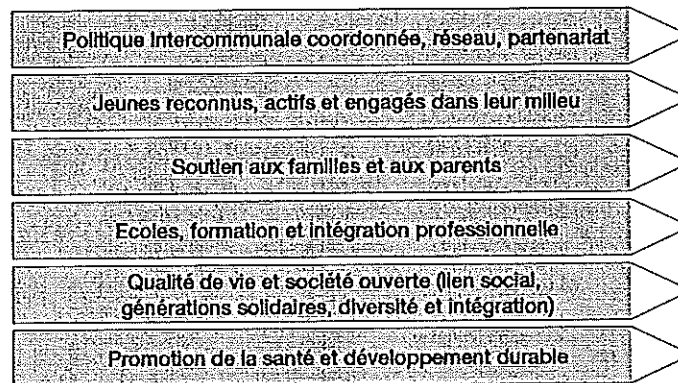 Politique Intercommunale coordonnée, réseau, partenariat
Jeunes reconnus, actifs et engagés dans leur milieu
Soutien aux familles et aux parents
Ecoles, formation et intégration professionnelle
Qualité de vie et société ouverte (lien social,
générations solidaires, diversité et intégration)
Promotion de la santé et développement durable